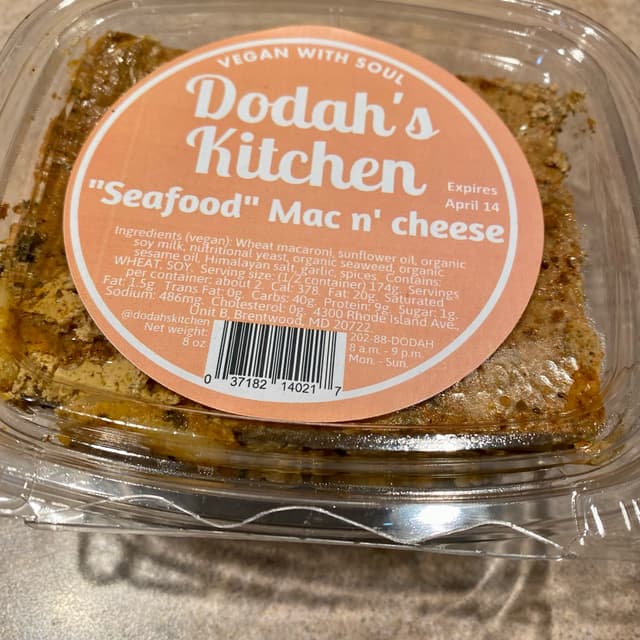 VEGAN WITH SOUL
Dodah's
Kitchen
Expires
April 14
"Seafood" Mac n' cheese
Ingredients (vegan): Wheat macaroni, sunflower oil, organic
soy milk, nutritional yeast, organic seaweed, organic
sesame oil, Himalayan salt, garlic spices. Contains:
WHEAT, SOY. Serving size (1/2 container) 174g. Servings
per container: about 2 Cal. 378. Fat 20g, Saturated
Fat 1.5g Trans Fat: 0g. Carbs: 40g. Protein: 6g. Sugar: 1g.
Sodium: 486mg. Cholesterol: 0g. 4300 Rhode Island Ave.,
Unit B, Brentwood, MD 20722
@dodahskitchen
Net weight:
8 oz
202-88-DODAH
8 a.m. - 9 p.m.
Mon. - Sun.
0 37182 14021 7